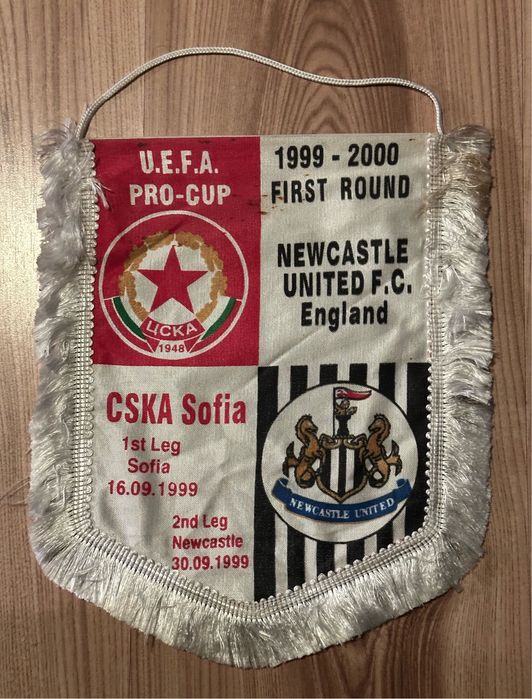 U.E.F.A.
PRO-CUP
1999 - 2000
FIRST ROUND
ЦСКА
1948
NEWCASTLE
UNITED F.C.
England
CSKA Sofia
1st Leg
Sofia
16.09.1999
2nd Leg
Newcastle
30.09.1999
NEWCASTLE UNITED